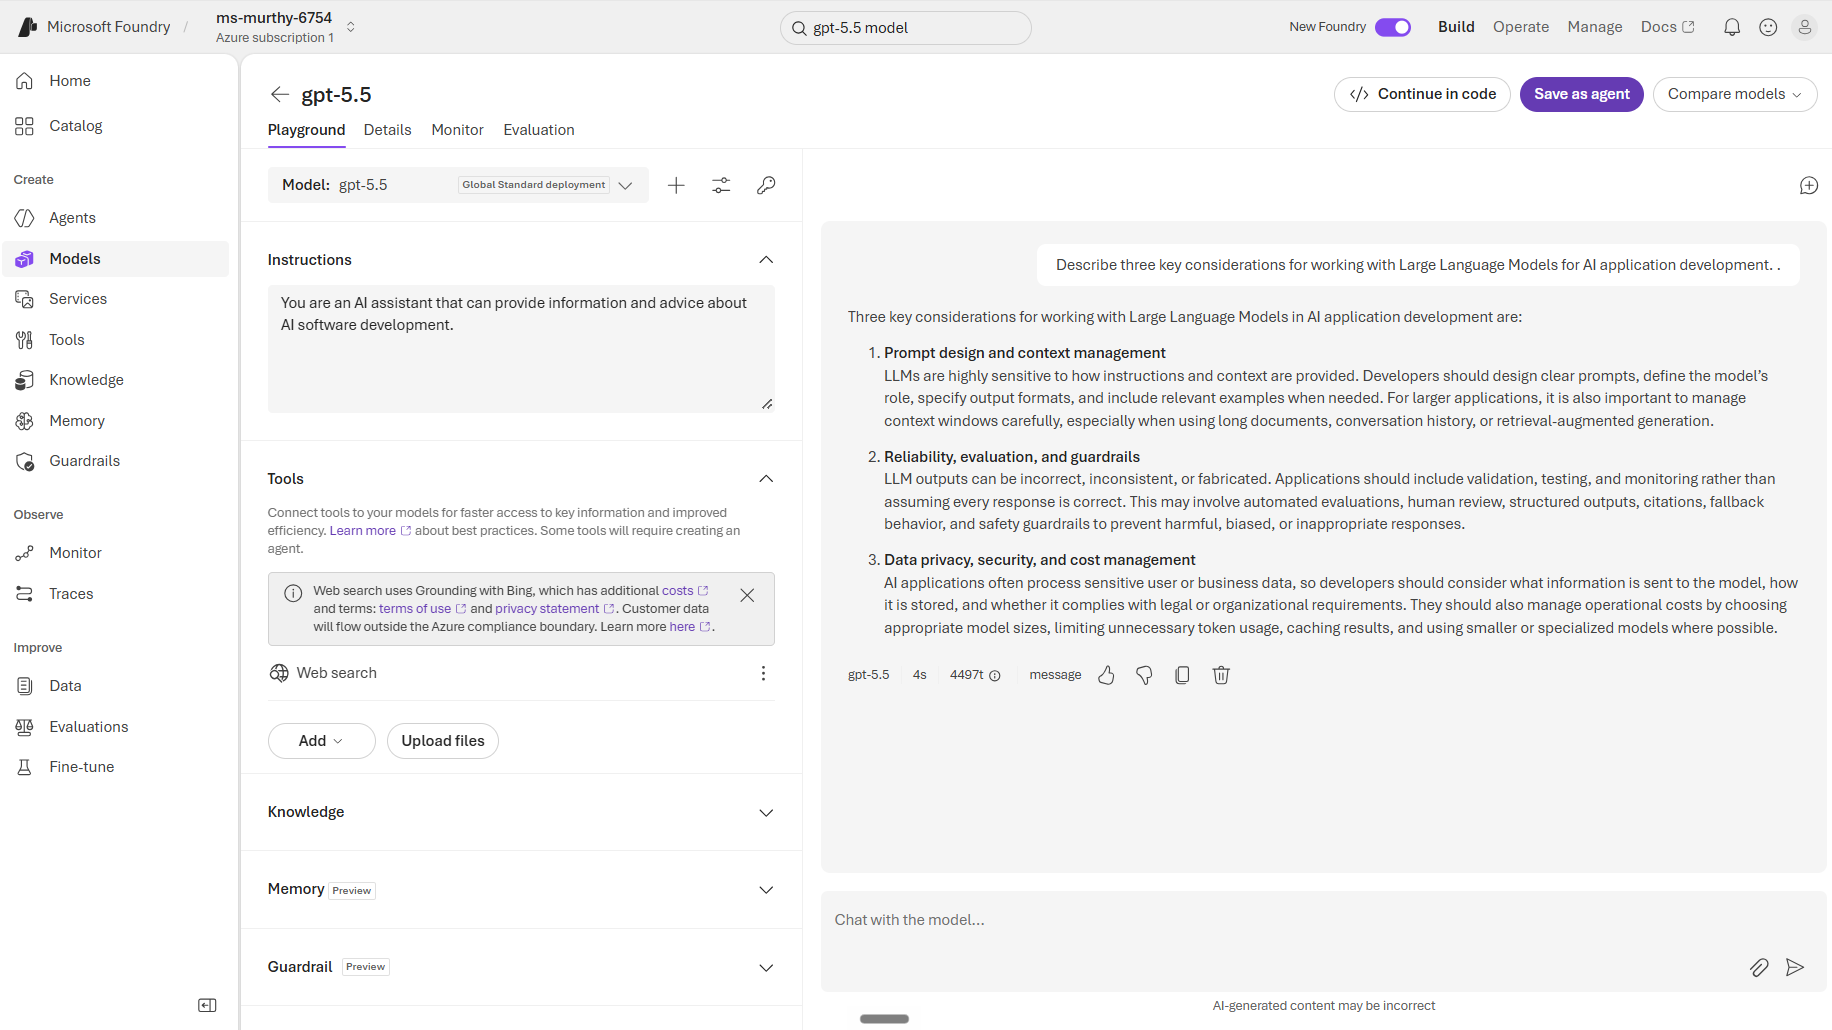 Microsoft Foundry / ms-murthy-6754
Azure subscription 1
gpt-5.5 model
New Foundry Build Operate Manage Docs
Home
Catalog
Create
Agents
Models
Services
Tools
Knowledge
Memory
Guardrails
Observe
Monitor
Traces
Improve
Data
Evaluations
Fine-tune
gpt-5.5
Continue in code Save as agent Compare models
Playground Details Monitor Evaluation
Model: gpt-5.5 Global Standard deployment
Instructions
You are an AI assistant that can provide information and advice about
AI software development.
Tools
Connect tools to your models for faster access to key information and improved
efficiency. Learn more about best practices. Some tools will require creating an
agent.
Web search uses Grounding with Bing, which has additional costs
and terms: terms of use and privacy statement . Customer data
will flow outside the Azure compliance boundary. Learn more here .
Web search
Add Upload files
Knowledge
Memory Preview
Guardrail Preview
Describe three key considerations for working with Large Language Models for AI application development. .
Three key considerations for working with Large Language Models in AI application development are:
1. Prompt design and context management
LLMs are highly sensitive to how instructions and context are provided. Developers should design clear prompts, define the model’s
role, specify output formats, and include relevant examples when needed. For larger applications, it is also important to manage
context windows carefully, especially when using long documents, conversation history, or retrieval-augmented generation.
2. Reliability, evaluation, and guardrails
LLM outputs can be incorrect, inconsistent, or fabricated. Applications should include validation, testing, and monitoring rather than
assuming every response is correct. This may involve automated evaluations, human review, structured outputs, citations, fallback
behavior, and safety guardrails to prevent harmful, biased, or inappropriate responses.
3. Data privacy, security, and cost management
AI applications often process sensitive user or business data, so developers should consider what information is sent to the model, how
it is stored, and whether it complies with legal or organizational requirements. They should also manage operational costs by choosing
appropriate model sizes, limiting unnecessary token usage, caching results, and using smaller or specialized models where possible.
gpt-5.5 4s 4497t message
Chat with the model...
AI-generated content may be incorrect